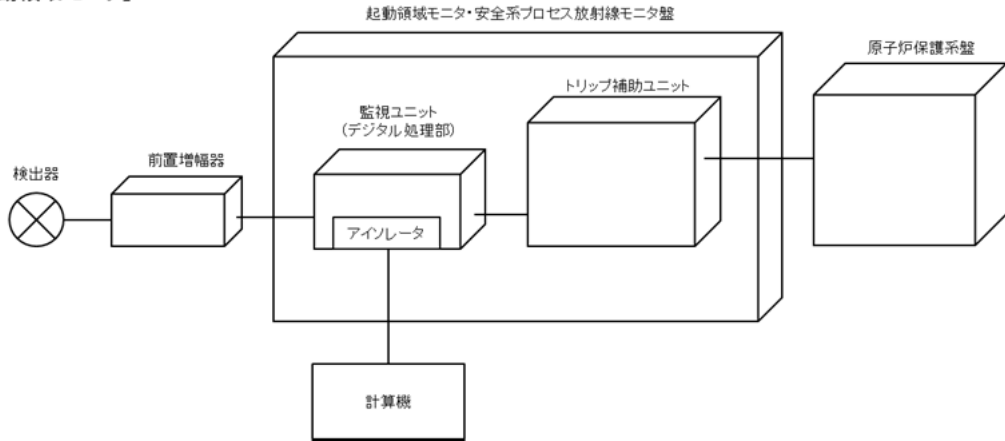 起動領域モニタ・安全系プロセス放射線モニタ盤
原子炉保護系盤
トリップ補助ユニット
監視ユニット
(デジタル処理部)
前置増幅器
検出器
アイソレータ
計算機